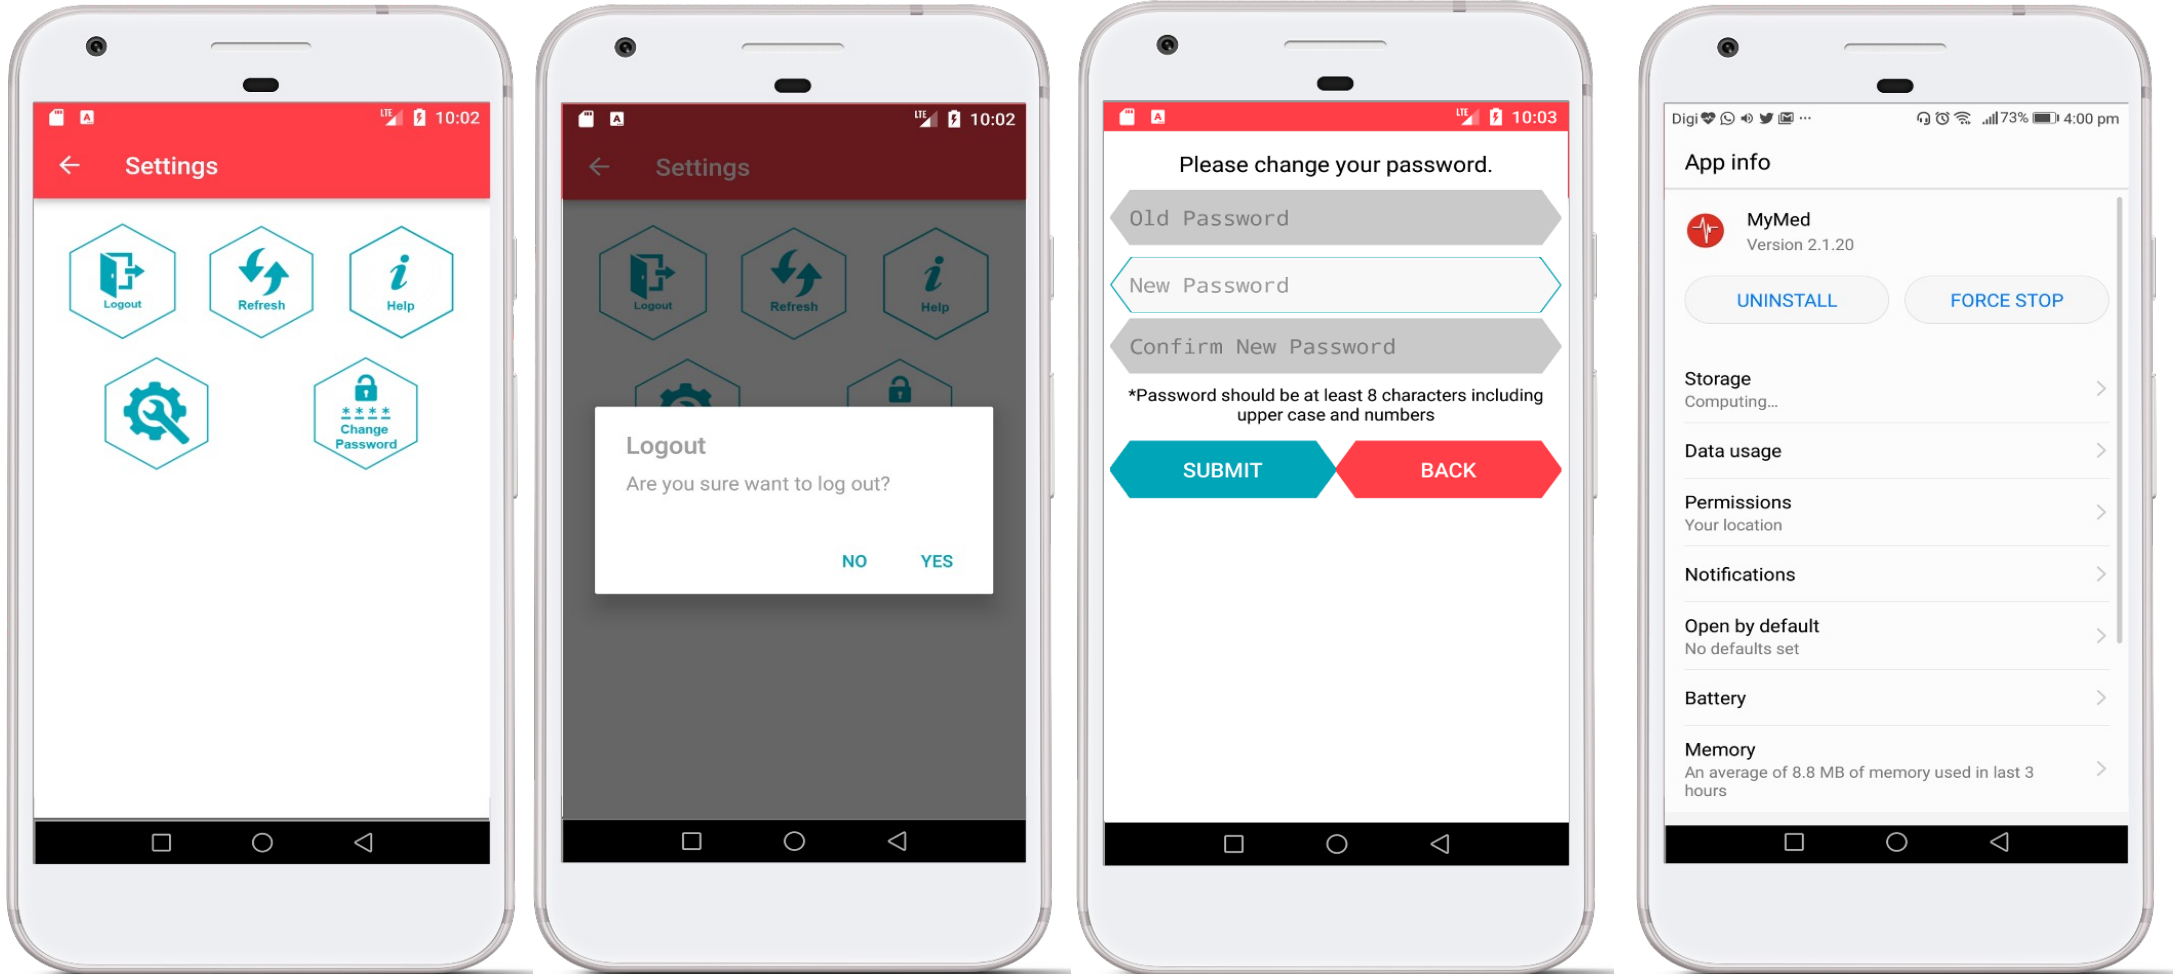 LTE 10:02
Settings
Logout
Refresh
Help
* * * *
Change
Password
LTE 10:02
Settings
Logout
Refresh
Help
Logout
Are you sure want to log out?
NO YES
LTE 10:03
Please change your password.
Old Password
New Password
Confirm New Password
*Password should be at least 8 characters including
upper case and numbers
SUBMIT BACK
Digi ... 73% 4:00 pm
App info
MyMed
Version 2.1.20
UNINSTALL FORCE STOP
Storage
Computing...
Data usage
Permissions
Your location
Notifications
Open by default
No defaults set
Battery
Memory
An average of 8.8 MB of memory used in last 3
hours